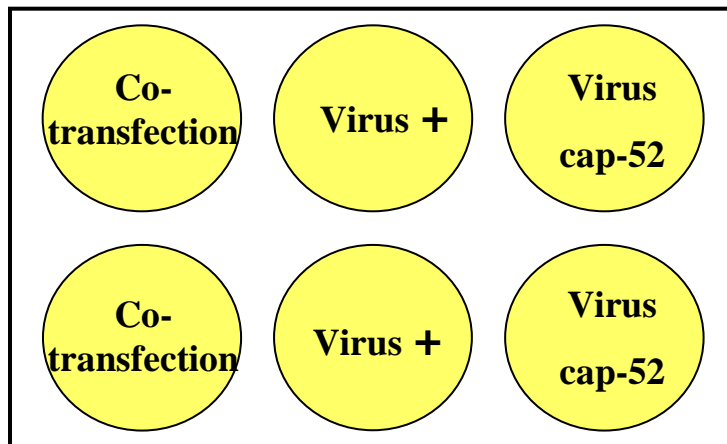 Co-
transfection
Virus +
Virus
cap-52
Co-
transfection
Virus +
Virus
cap-52